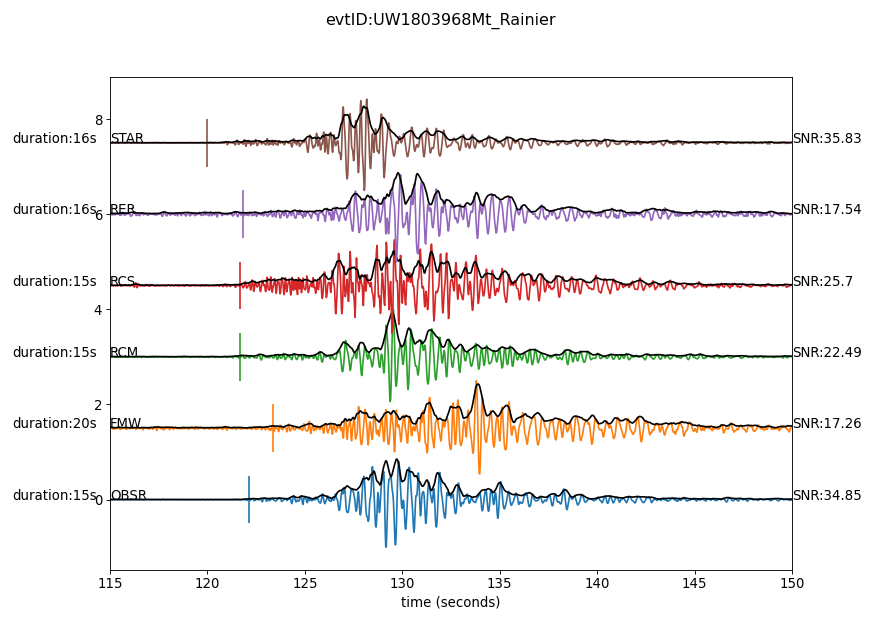 evtID:UW1803968Mt_Rainier
8
duration:16s STAR SNR:35.83
duration:16s RER SNR:17.54
6
duration:15s RCS SNR:25.7
4
duration:15s RCM SNR:22.49
2
duration:20s FMW SNR:17.26
duration:15s OBSR SNR:34.85
0
115 120 125 130 135 140 145 150
time (seconds)